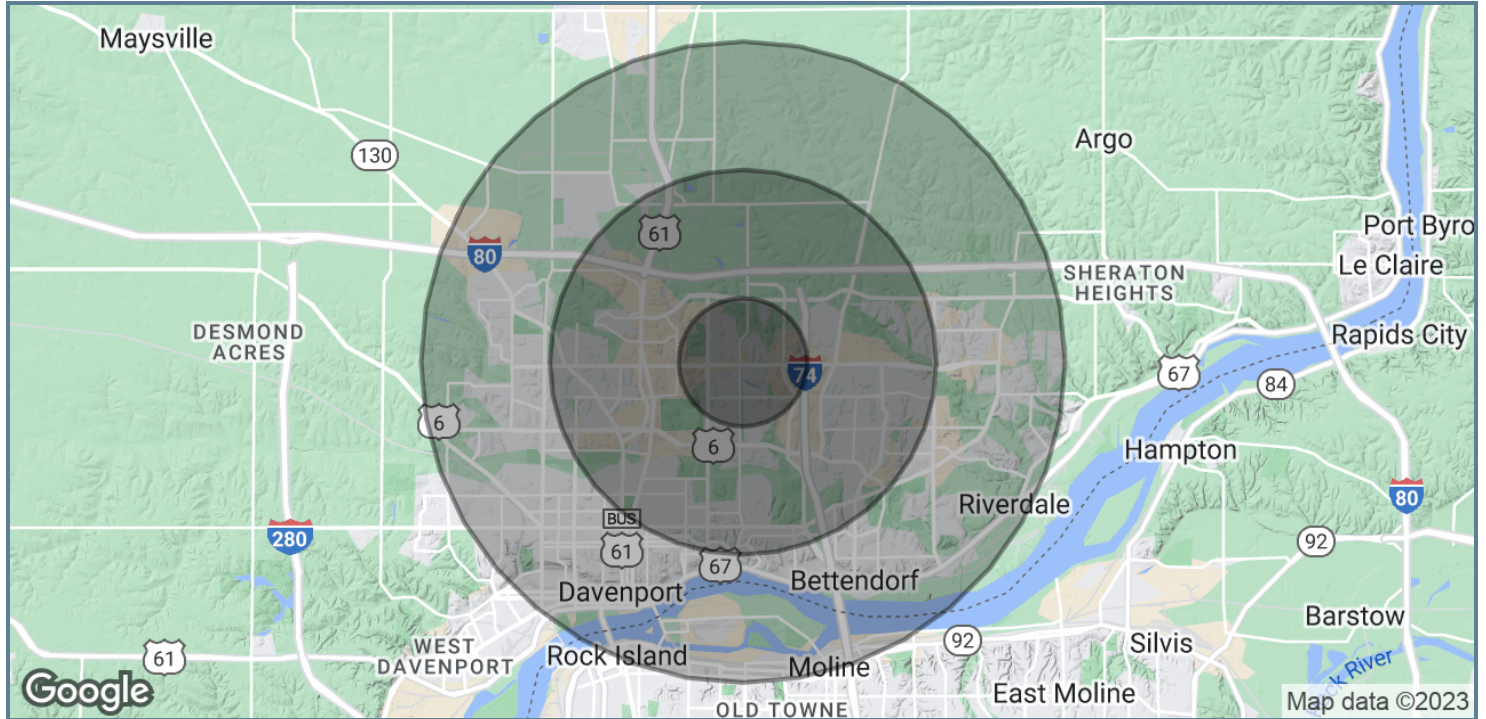 Maysville
Argo
130
Port Byro
61
80
Le Claire
SHERATON
HEIGHTS
DESMOND
ACRES
Rapids City
67
74
84
6
6
Hampton
Riverdale
80
BUS
61
280
92
67
Bettendorf
Davenport
Barstow
92
Silvis
WEST
DAVENPORT
61
Rock Island
Moline
ck River
East Moline
Google
OLD TOWNE
Map data ©2023